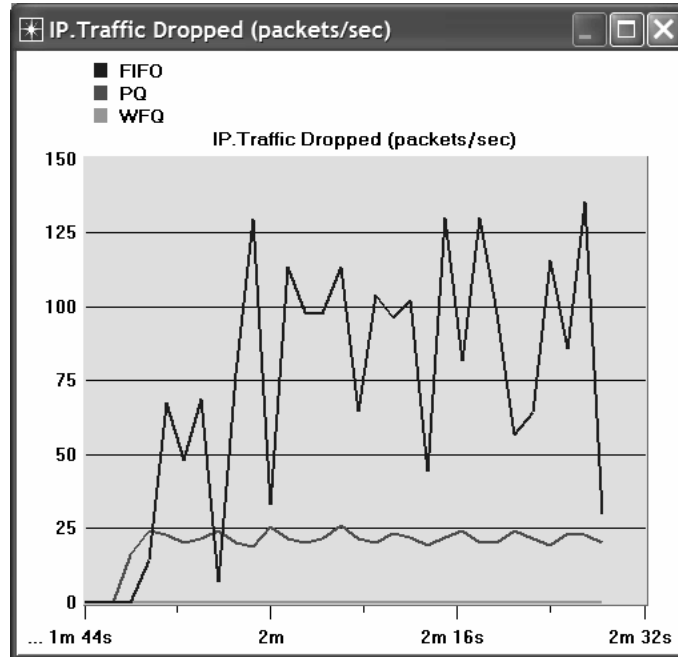 IP.Traffic Dropped (packets/sec)
FIFO
PQ
WFQ
IP.Traffic Dropped (packets/sec)
150
125
100
75
50
25
0
... 1m 44s 2m 2m 16s 2m 32s